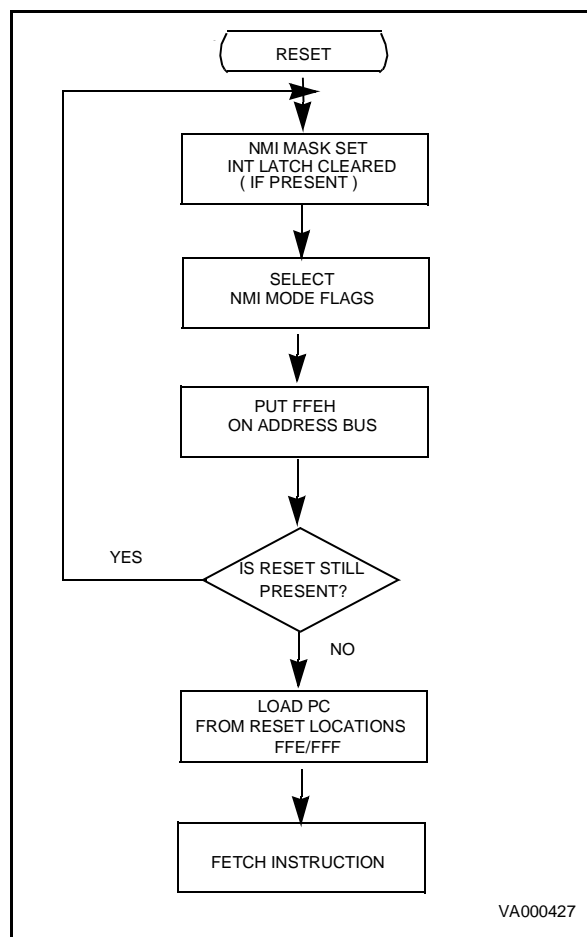 RESET
NMI MASK SET
INT LATCH CLEARED
( IF PRESENT )
SELECT
NMI MODE FLAGS
PUT FFEH
ON ADDRESS BUS
YES
IS RESET STILL
PRESENT?
NO
LOAD PC
FROM RESET LOCATIONS
FFE/FFF
FETCH INSTRUCTION
VA000427